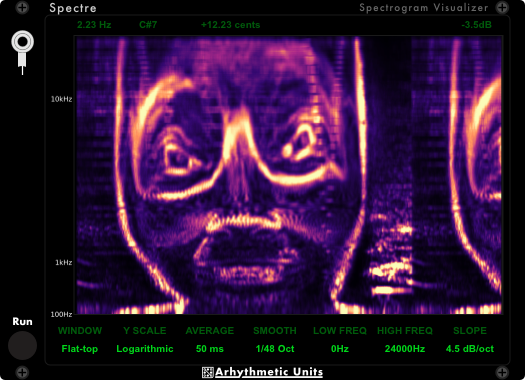 Spectre
Spectrogram Visualizer
2.23 Hz C#7 +12.23 cents -3.5dB
10kHz
1kHz
100Hz
Run
WINDOW Y SCALE AVERAGE SMOOTH LOW FREQ HIGH FREQ SLOPE
Flat-top Logarithmic 50 ms 1/48 Oct 0Hz 24000Hz 4.5 dB/oct
Arhythmetic Units